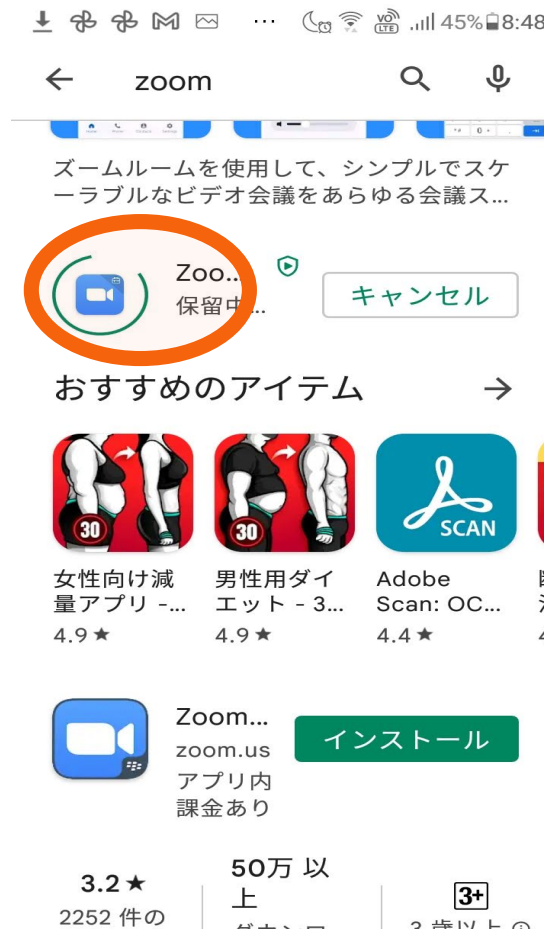 VO)) LTE 45% 8:48
zoom
ズームルームを使用して、シンプルでスケ
ーラブルなビデオ会議をあらゆる会議ス...
Zoo...
保留中...
キャンセル
おすすめのアイテム
30
30
SCAN
女性向け減
量アプリ -...
4.9★
男性用ダイ
エット - 3...
4.9★
Adobe
Scan: OC...
4.4★
Zoom...
zoom.us
アプリ内
課金あり
インストール
3.2★
2252 件の
50万 以
上
3+
3 歳以上